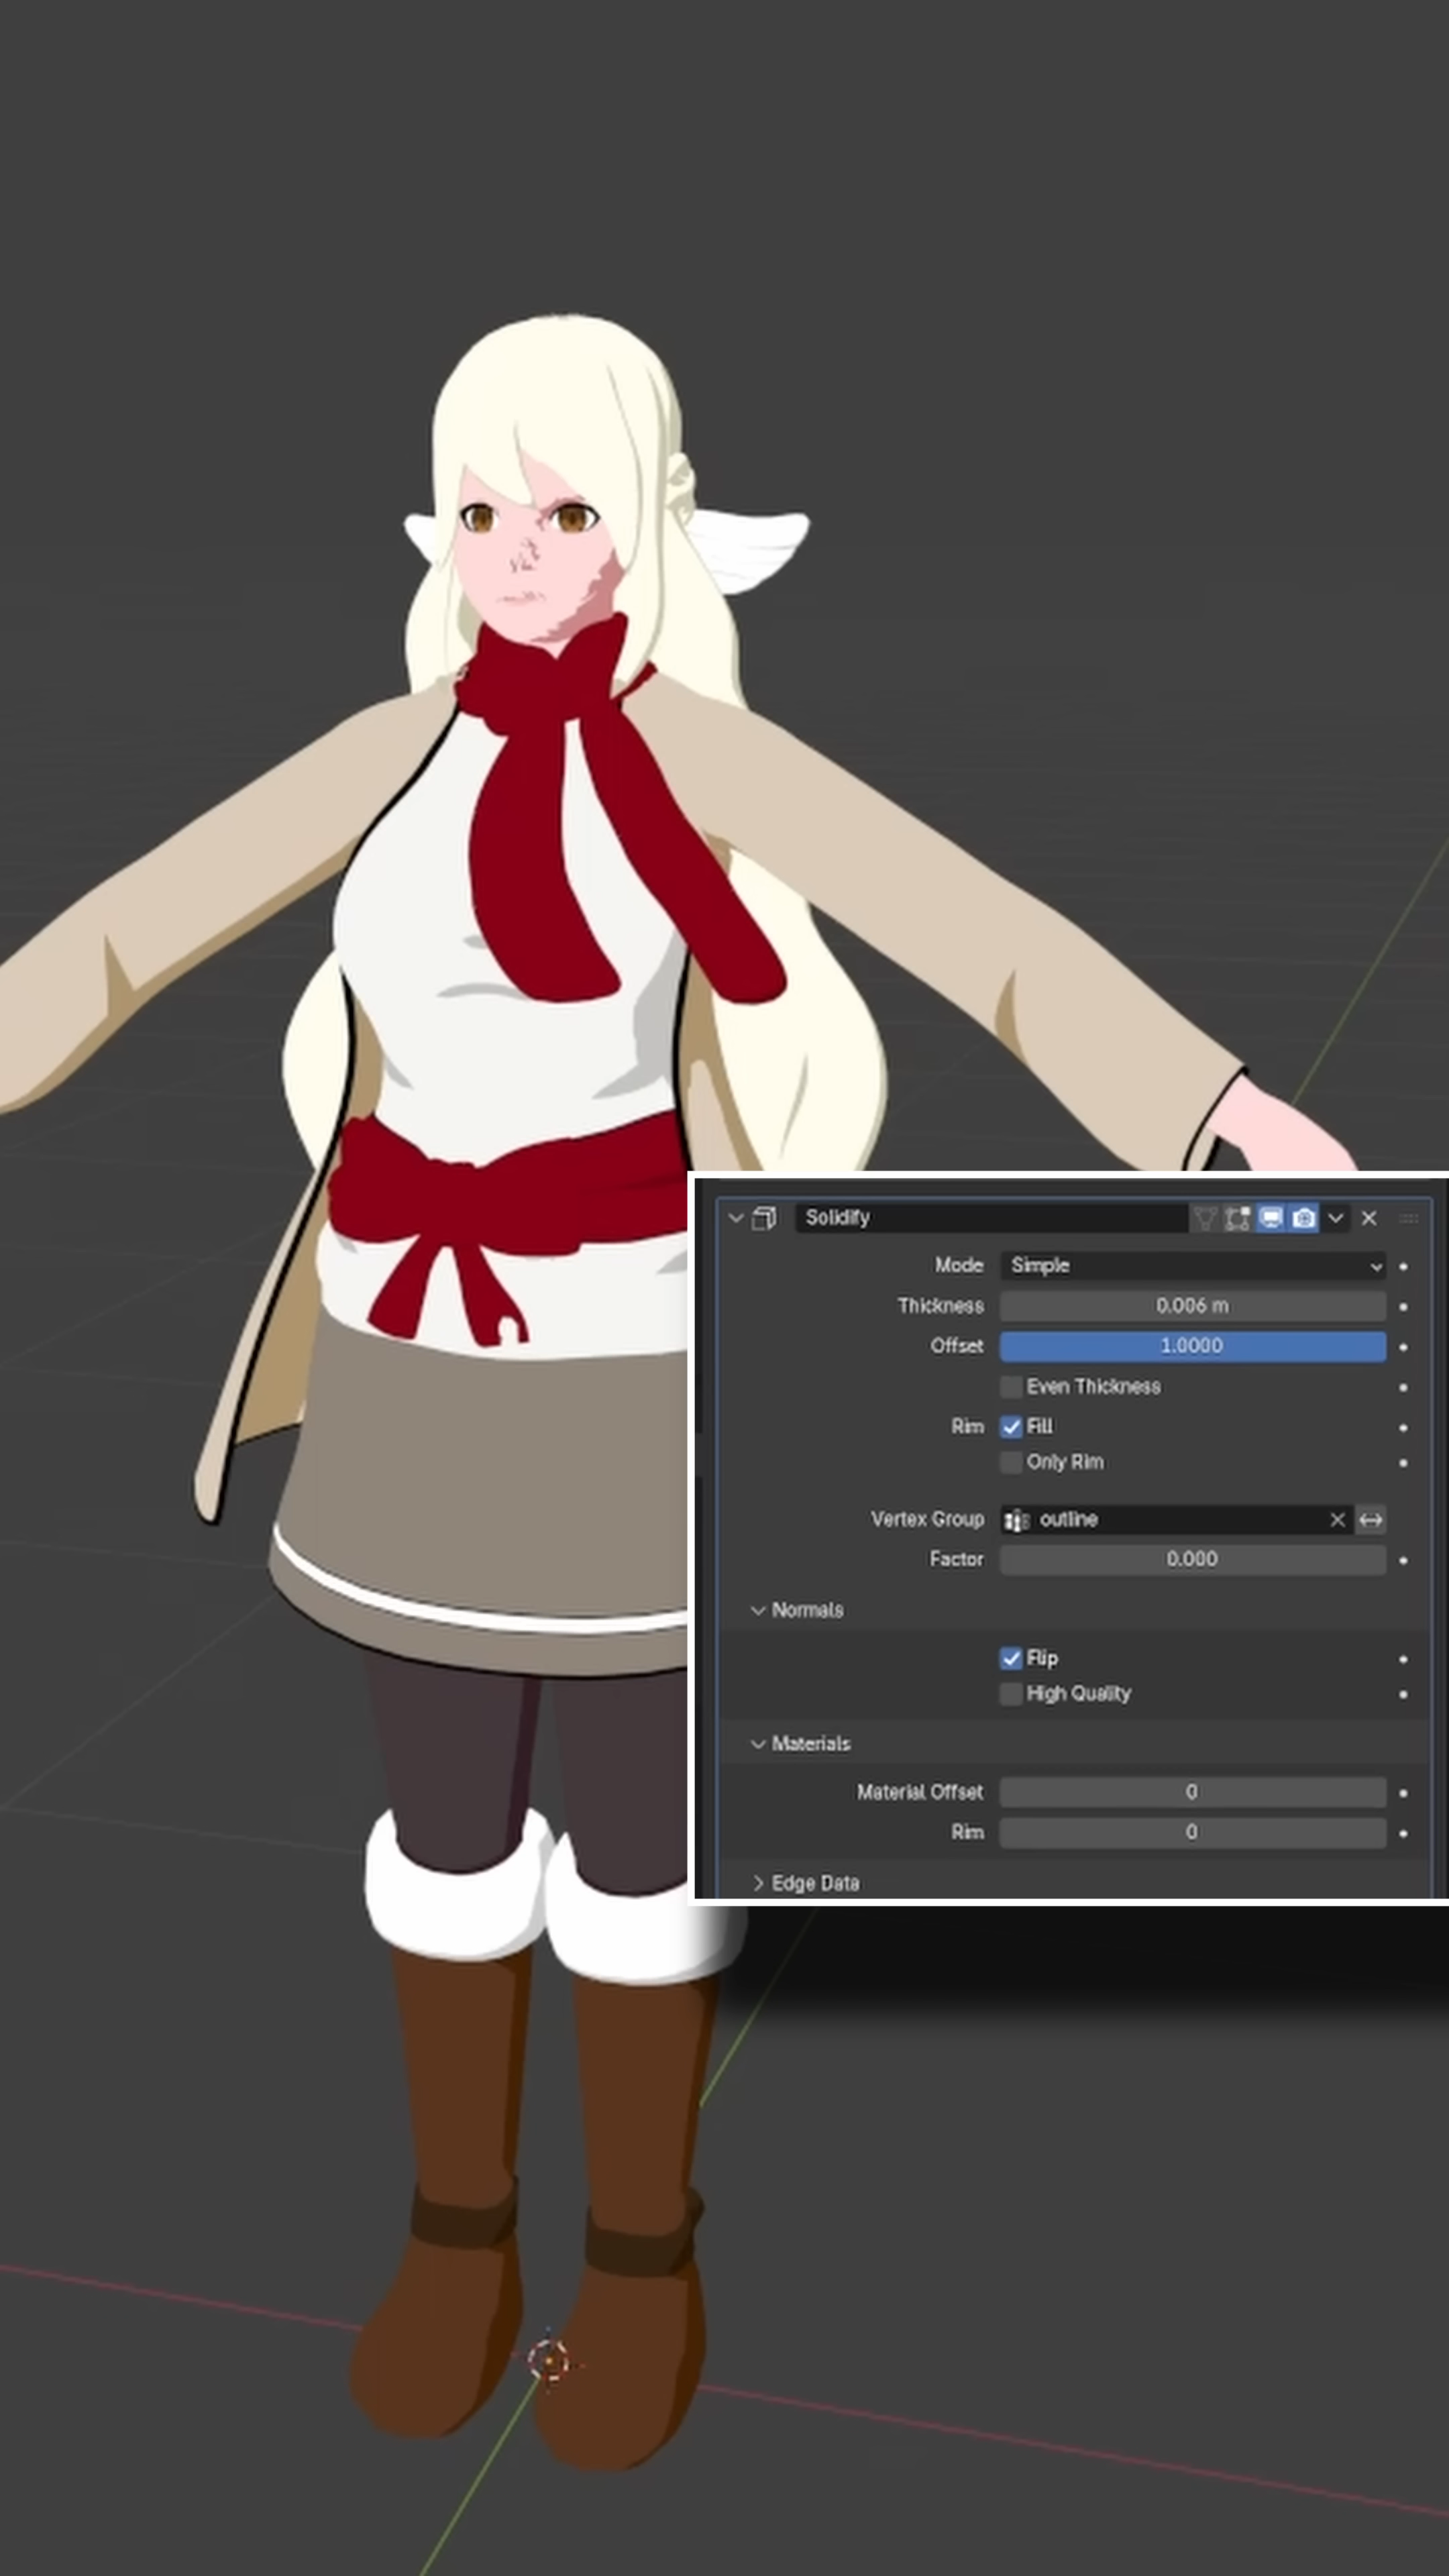 Solidify
Mode Simple
Thickness 0.006 m
Offset 1.0000
Even Thickness
Rim Fill
Only Rim
Vertex Group outline
Factor 0.000
Normals
Flip
High Quality
Materials
Material Offset 0
Rim 0
Edge Data